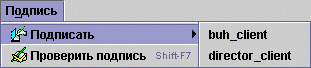 Подпись
Подписать buh_client
Проверить подпись Shift-F7 director_client